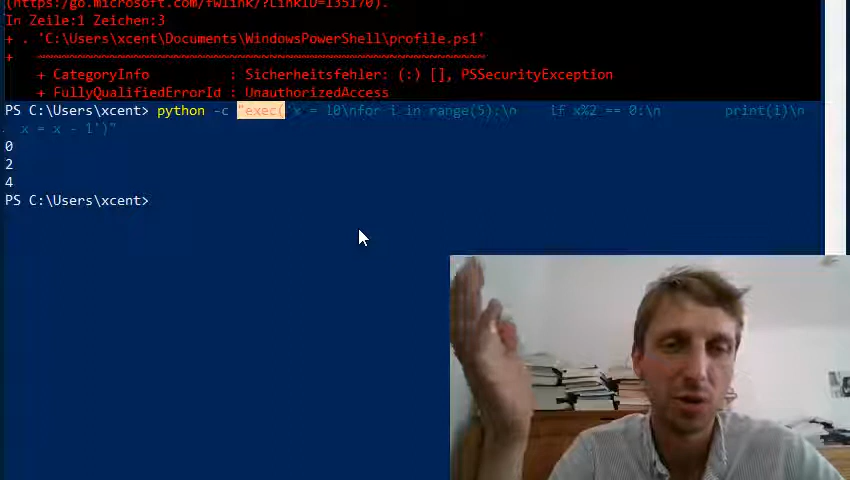 (https:/go.microsoft.com/fwlink/?LinkID=135170).
In Zeile:1 Zeichen:3
+ . 'C:\Users\xcent\Documents\WindowsPowerShell\profile.ps1'
+   ~~~~~~~~~~~~~~~~~~~~~~~~~~~~~~~~~~~~~~~~~~~~~~~~~~~~~~~~
    + CategoryInfo          : Sicherheitsfehler: (:) [], PSSecurityException
    + FullyQualifiedErrorId : UnauthorizedAccess
PS C:\Users\xcent> python -c "exec('x = 10\nfor i in range(5):\n    if x%2 == 0:\n        print(i)\n
  x = x - 1')"
0
2
4
PS C:\Users\xcent>